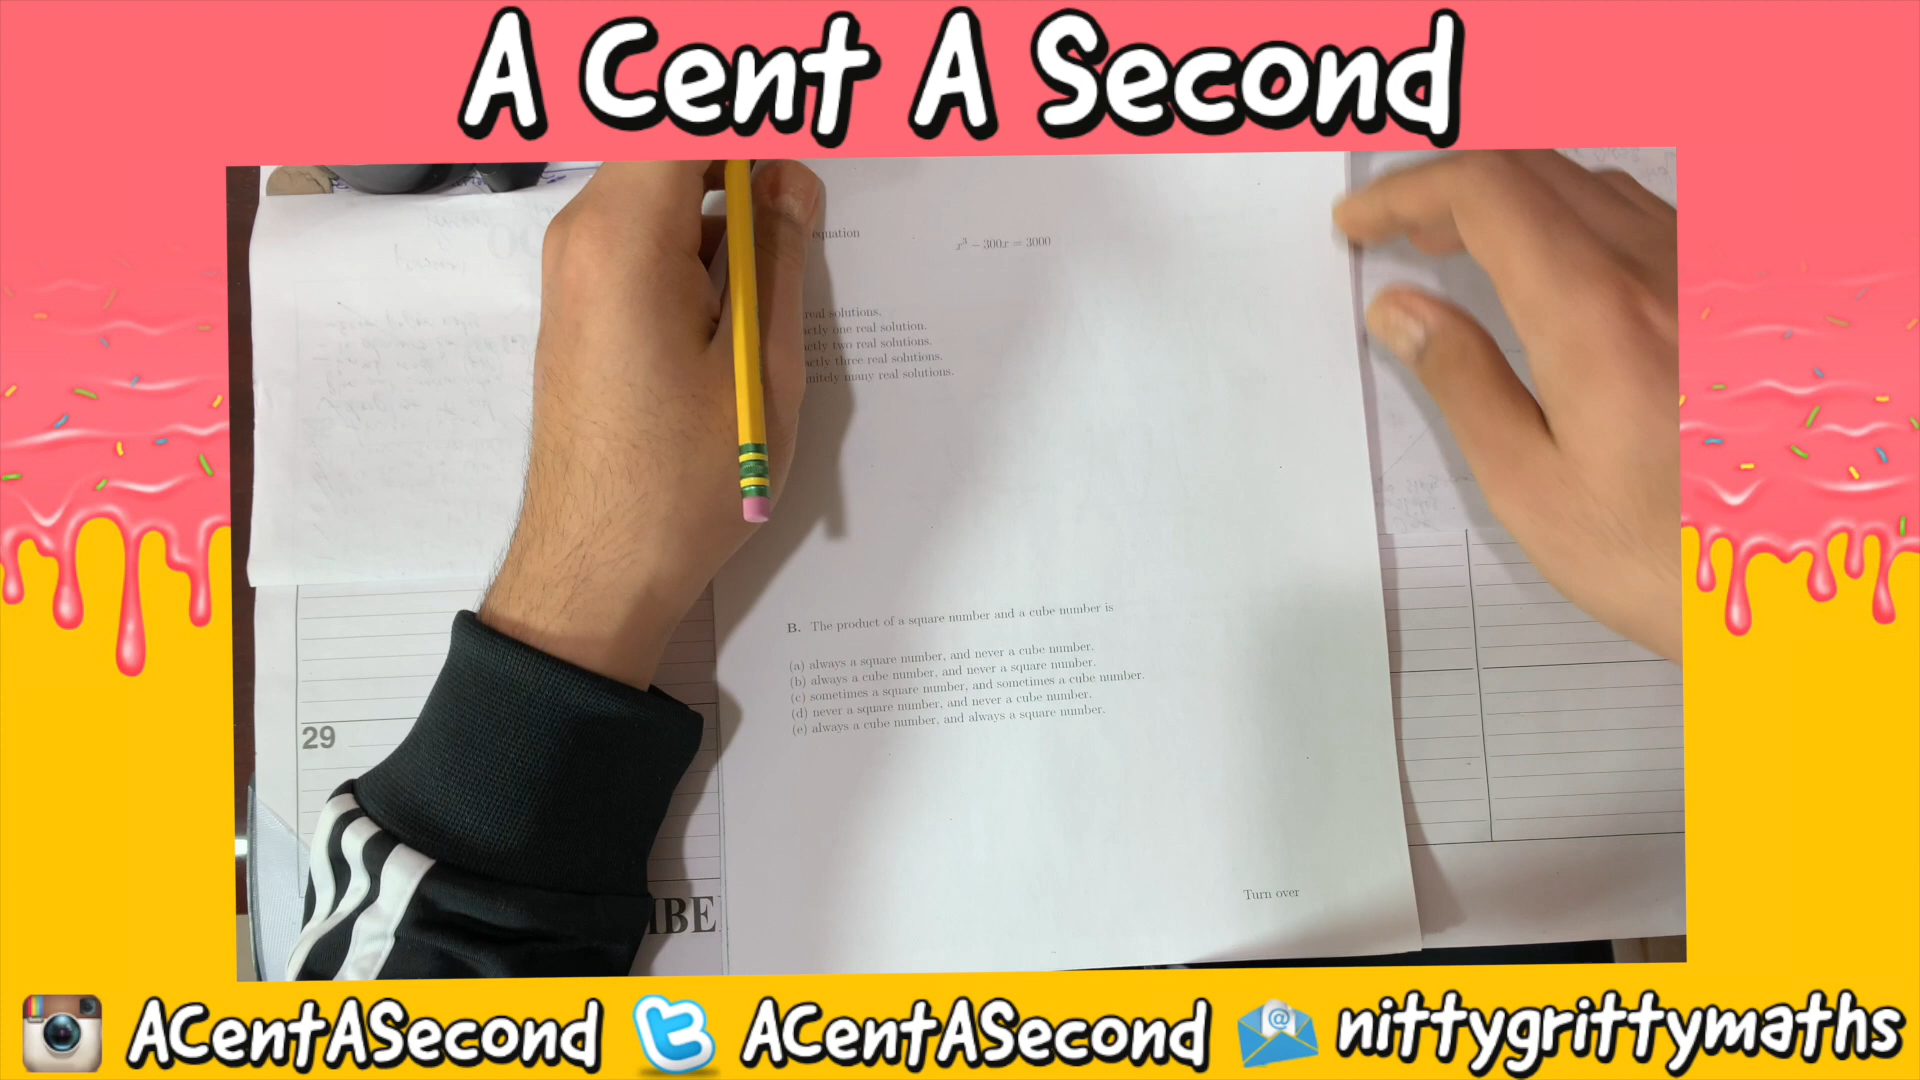 A Cent A Second
equation
x³ − 300x = 3000
real solutions.
actly one real solution.
actly two real solutions.
actly three real solutions.
nitely many real solutions.
B. The product of a square number and a cube number is
(a) always a square number, and never a cube number.
(b) always a cube number, and never a square number.
(c) sometimes a square number, and sometimes a cube number.
(d) never a square number, and never a cube number.
(e) always a cube number, and always a square number.
29
IBE
Turn over
ACentASecond ACentASecond @ nittygrittymaths